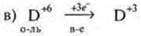 в) D⁺⁶ +3e⁻ → D⁺³
о-ль в-е